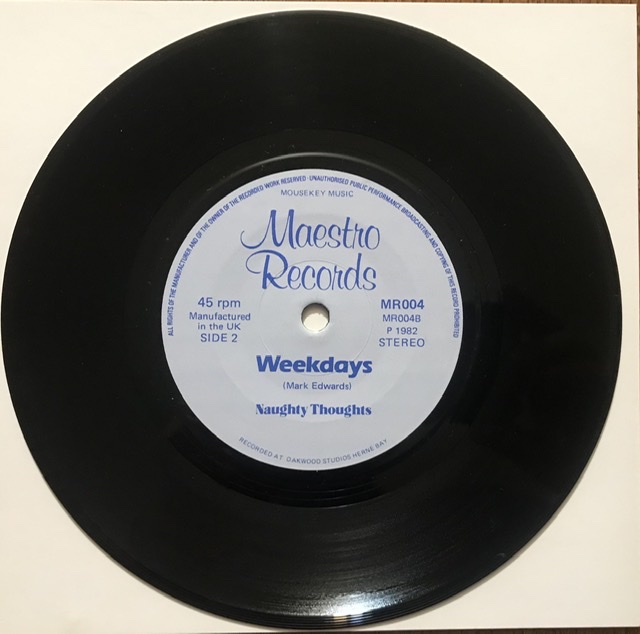 ALL RIGHTS OF THE MANUFACTURER AND OF THE OWNER OF THE RECORDED WORK RESERVED · UNAUTHORISED PUBLIC PERFORMANCE BROADCASTING AND COPYING OF THIS RECORD PROHIBITED
MOUSEKEY MUSIC
Maestro
Records
45 rpm
Manufactured
in the UK
SIDE 2
MR004
MR004B
P 1982
STEREO
Weekdays
(Mark Edwards)
Naughty Thoughts
RECORDED AT OAKWOOD STUDIOS HERNE BAY